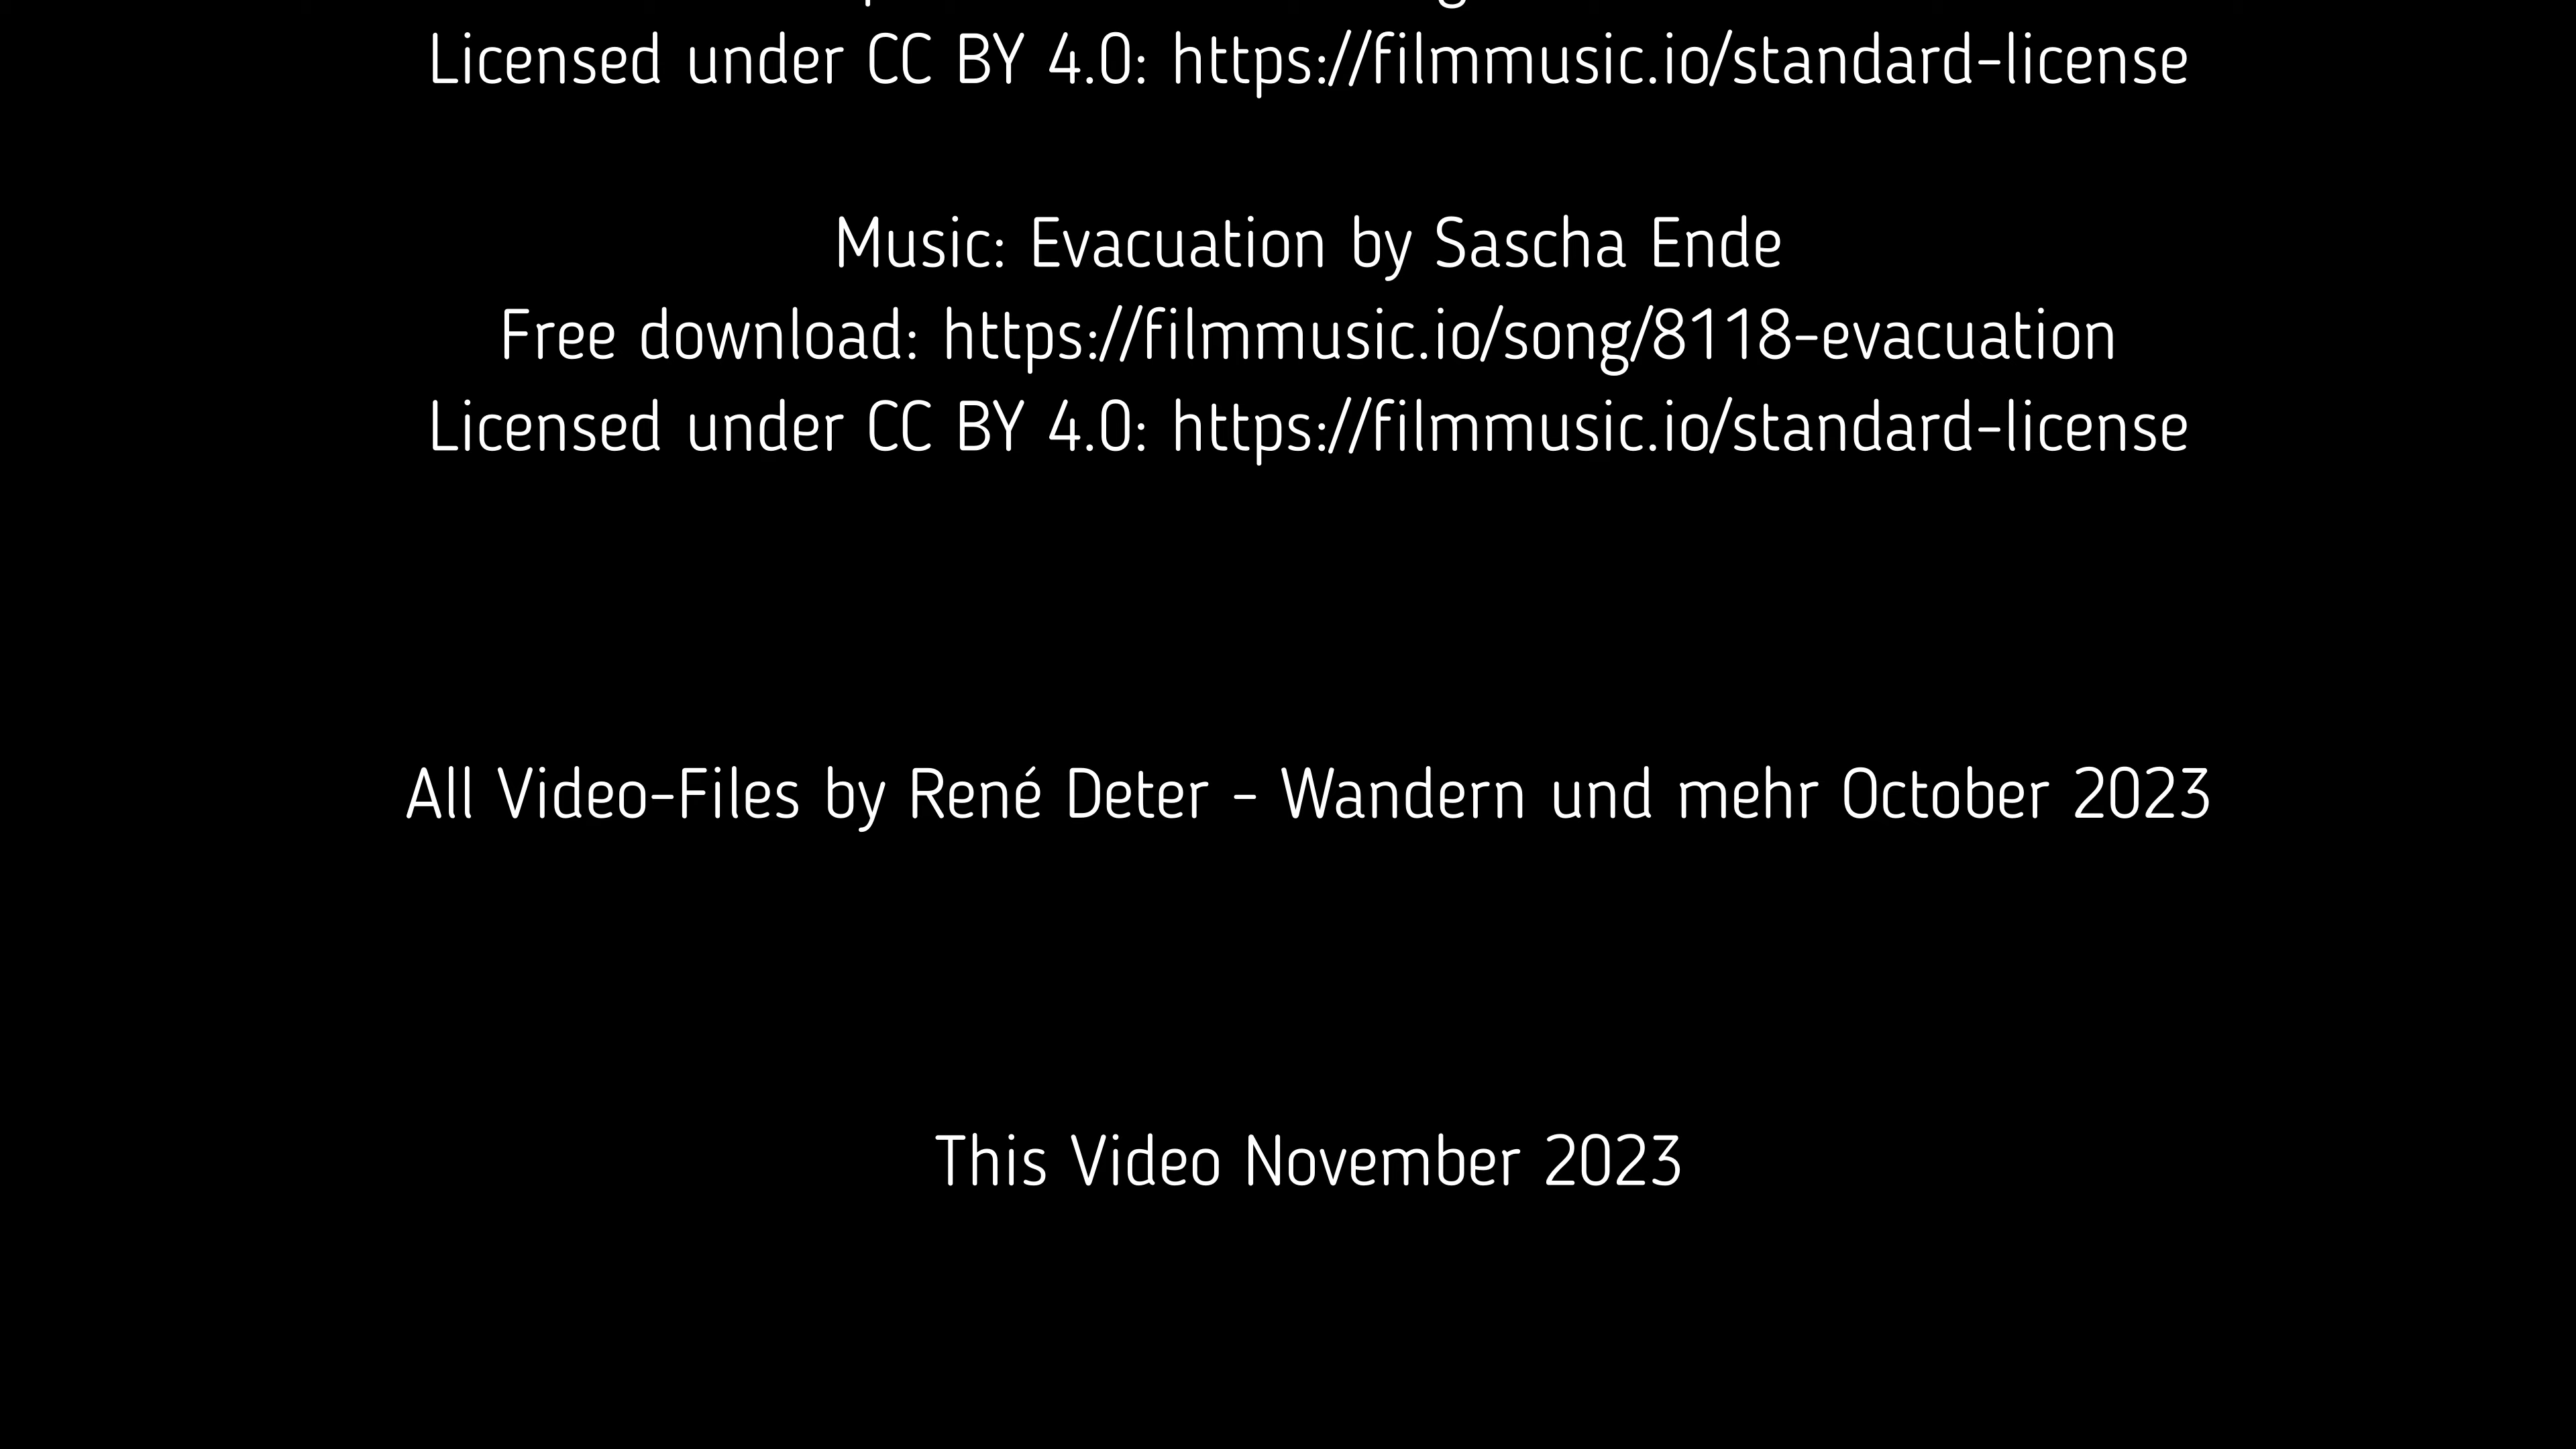 Licensed under CC BY 4.0: https://filmmusic.io/standard-license
Music: Evacuation by Sascha Ende
Free download: https://filmmusic.io/song/8118-evacuation
Licensed under CC BY 4.0: https://filmmusic.io/standard-license
All Video-Files by René Deter - Wandern und mehr October 2023
This Video November 2023